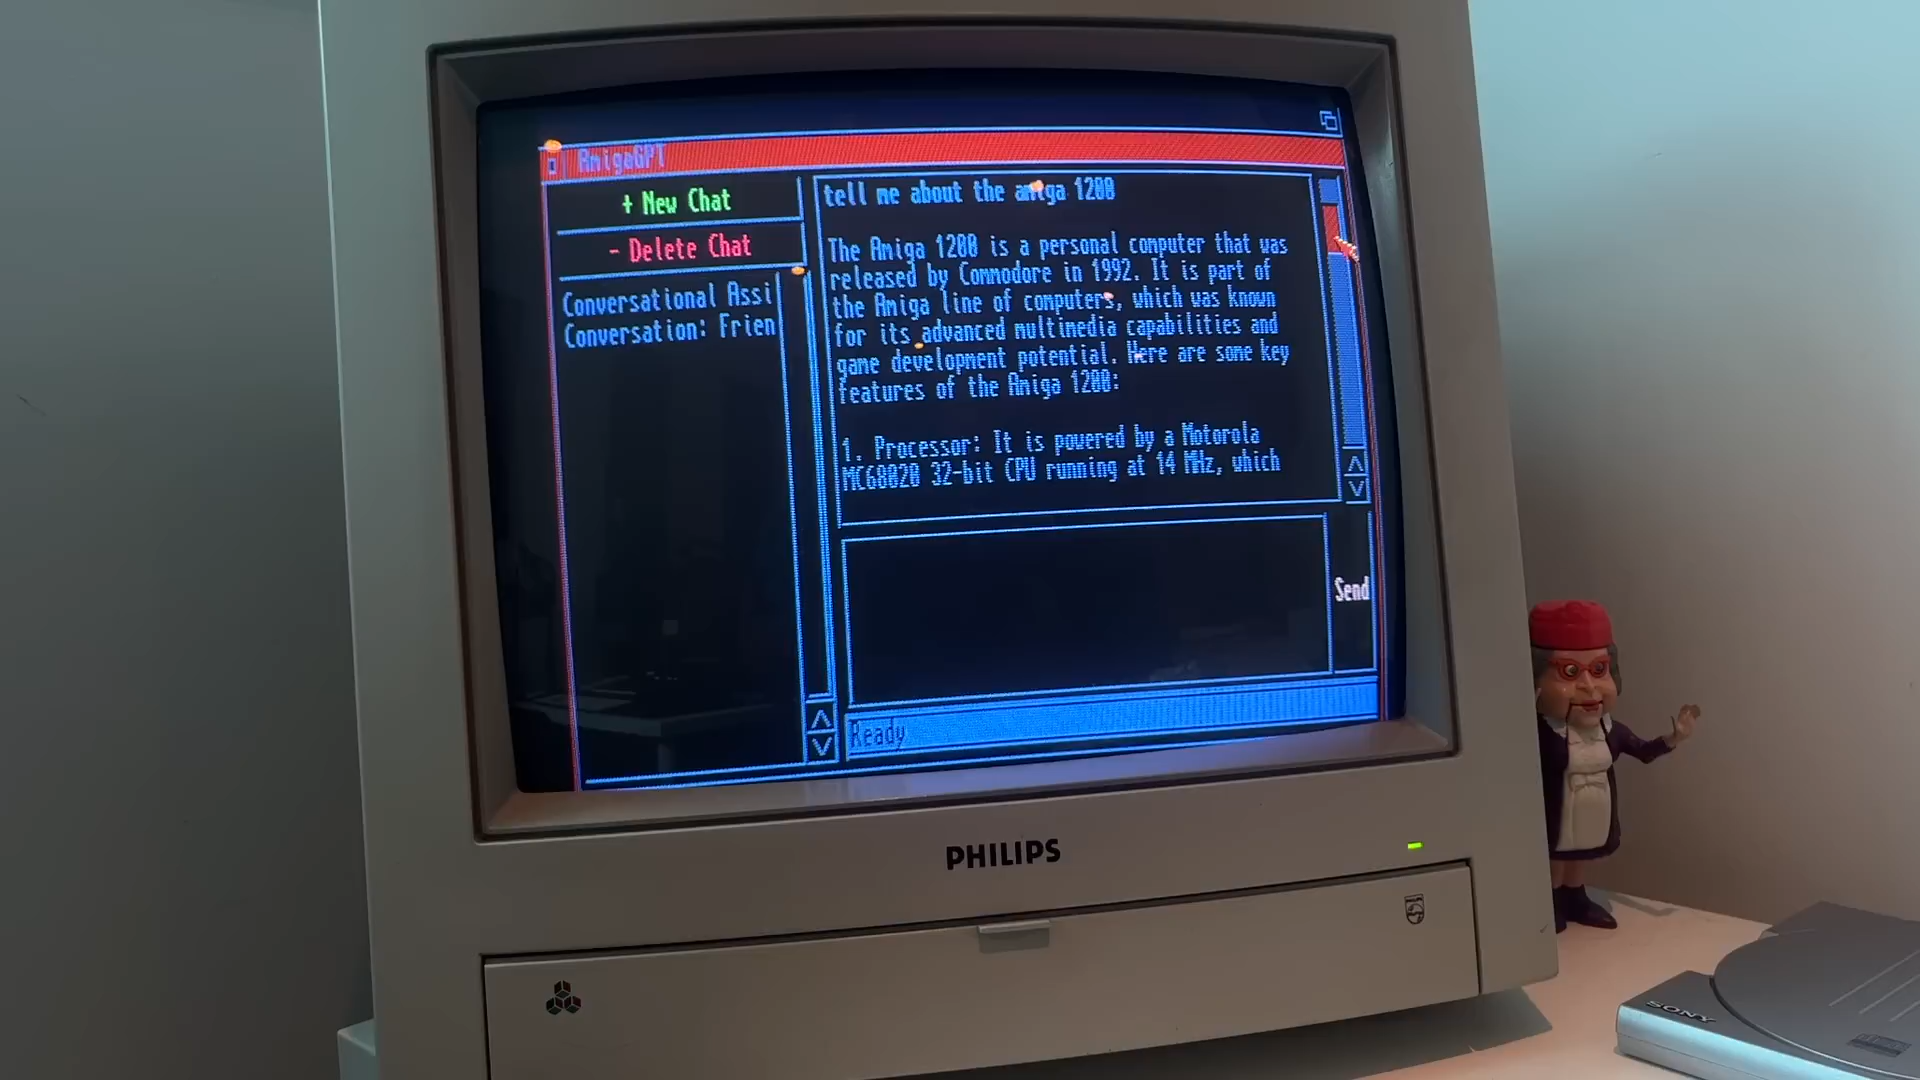 AmigaGPT
+ New Chat
- Delete Chat
Conversational Assi
Conversation: Frien
tell me about the amiga 1200
The Amiga 1200 is a personal computer that was
released by Commodore in 1992. It is part of
the Amiga line of computers, which was known
for its advanced multimedia capabilities and
game development potential. Here are some key
features of the Amiga 1200:
1. Processor: It is powered by a Motorola
MC68020 32-bit CPU running at 14 MHz, which
Send
Ready
PHILIPS
SONY